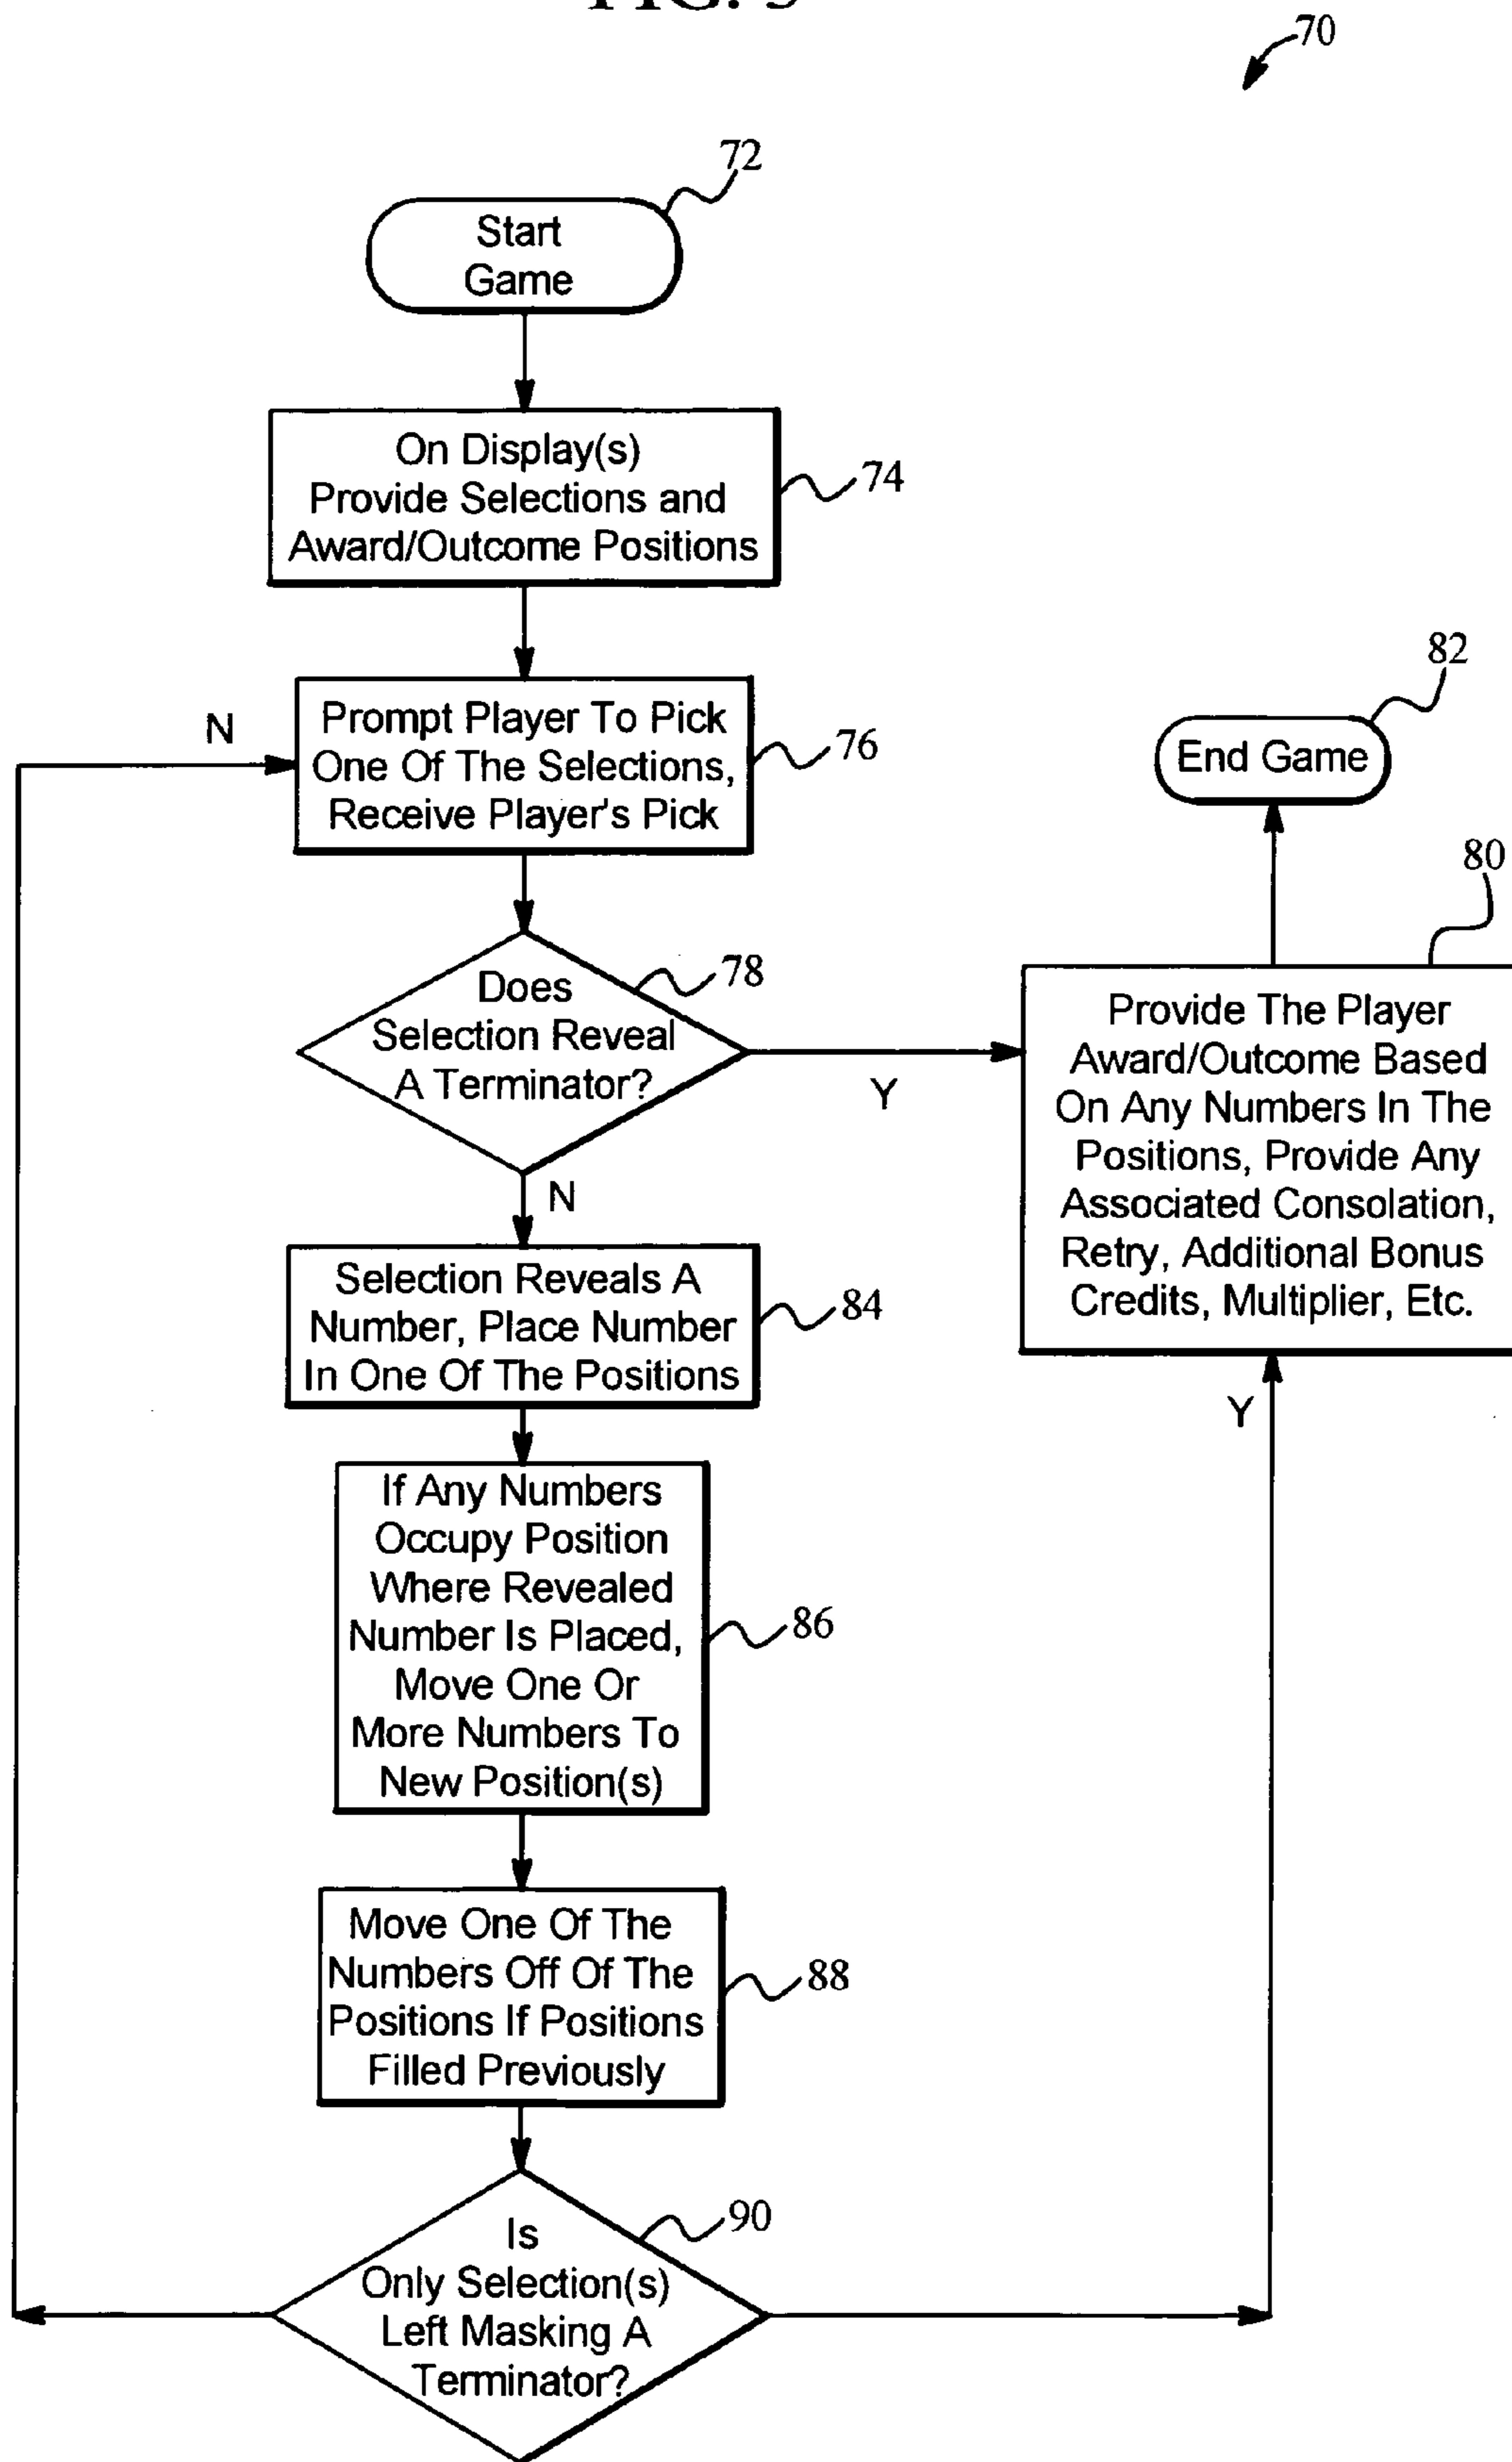 70
72
Start
Game
On Display(s)
Provide Selections and
Award/Outcome Positions
74
N
Prompt Player To Pick
One Of The Selections,
Receive Player's Pick
76
82
End Game
80
Does
Selection Reveal
A Terminator?
78
Y
N
Provide The Player
Award/Outcome Based
On Any Numbers In The
Positions, Provide Any
Associated Consolation,
Retry, Additional Bonus
Credits, Multiplier, Etc.
Selection Reveals A
Number, Place Number
In One Of The Positions
84
Y
If Any Numbers
Occupy Position
Where Revealed
Number Is Placed,
Move One Or
More Numbers To
New Position(s)
86
Move One Of The
Numbers Off Of The
Positions If Positions
Filled Previously
88
Is
Only Selection(s)
Left Masking A
Terminator?
90